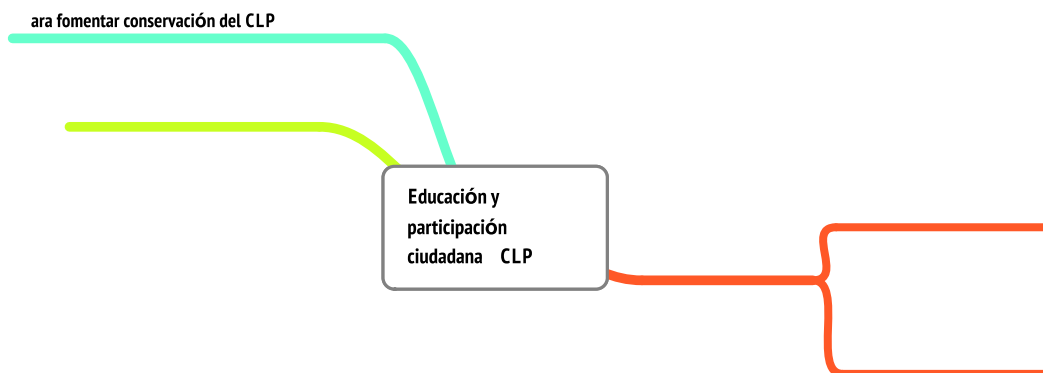 ara fomentar conservación del CLP
Educación y
participación
ciudadana CLP